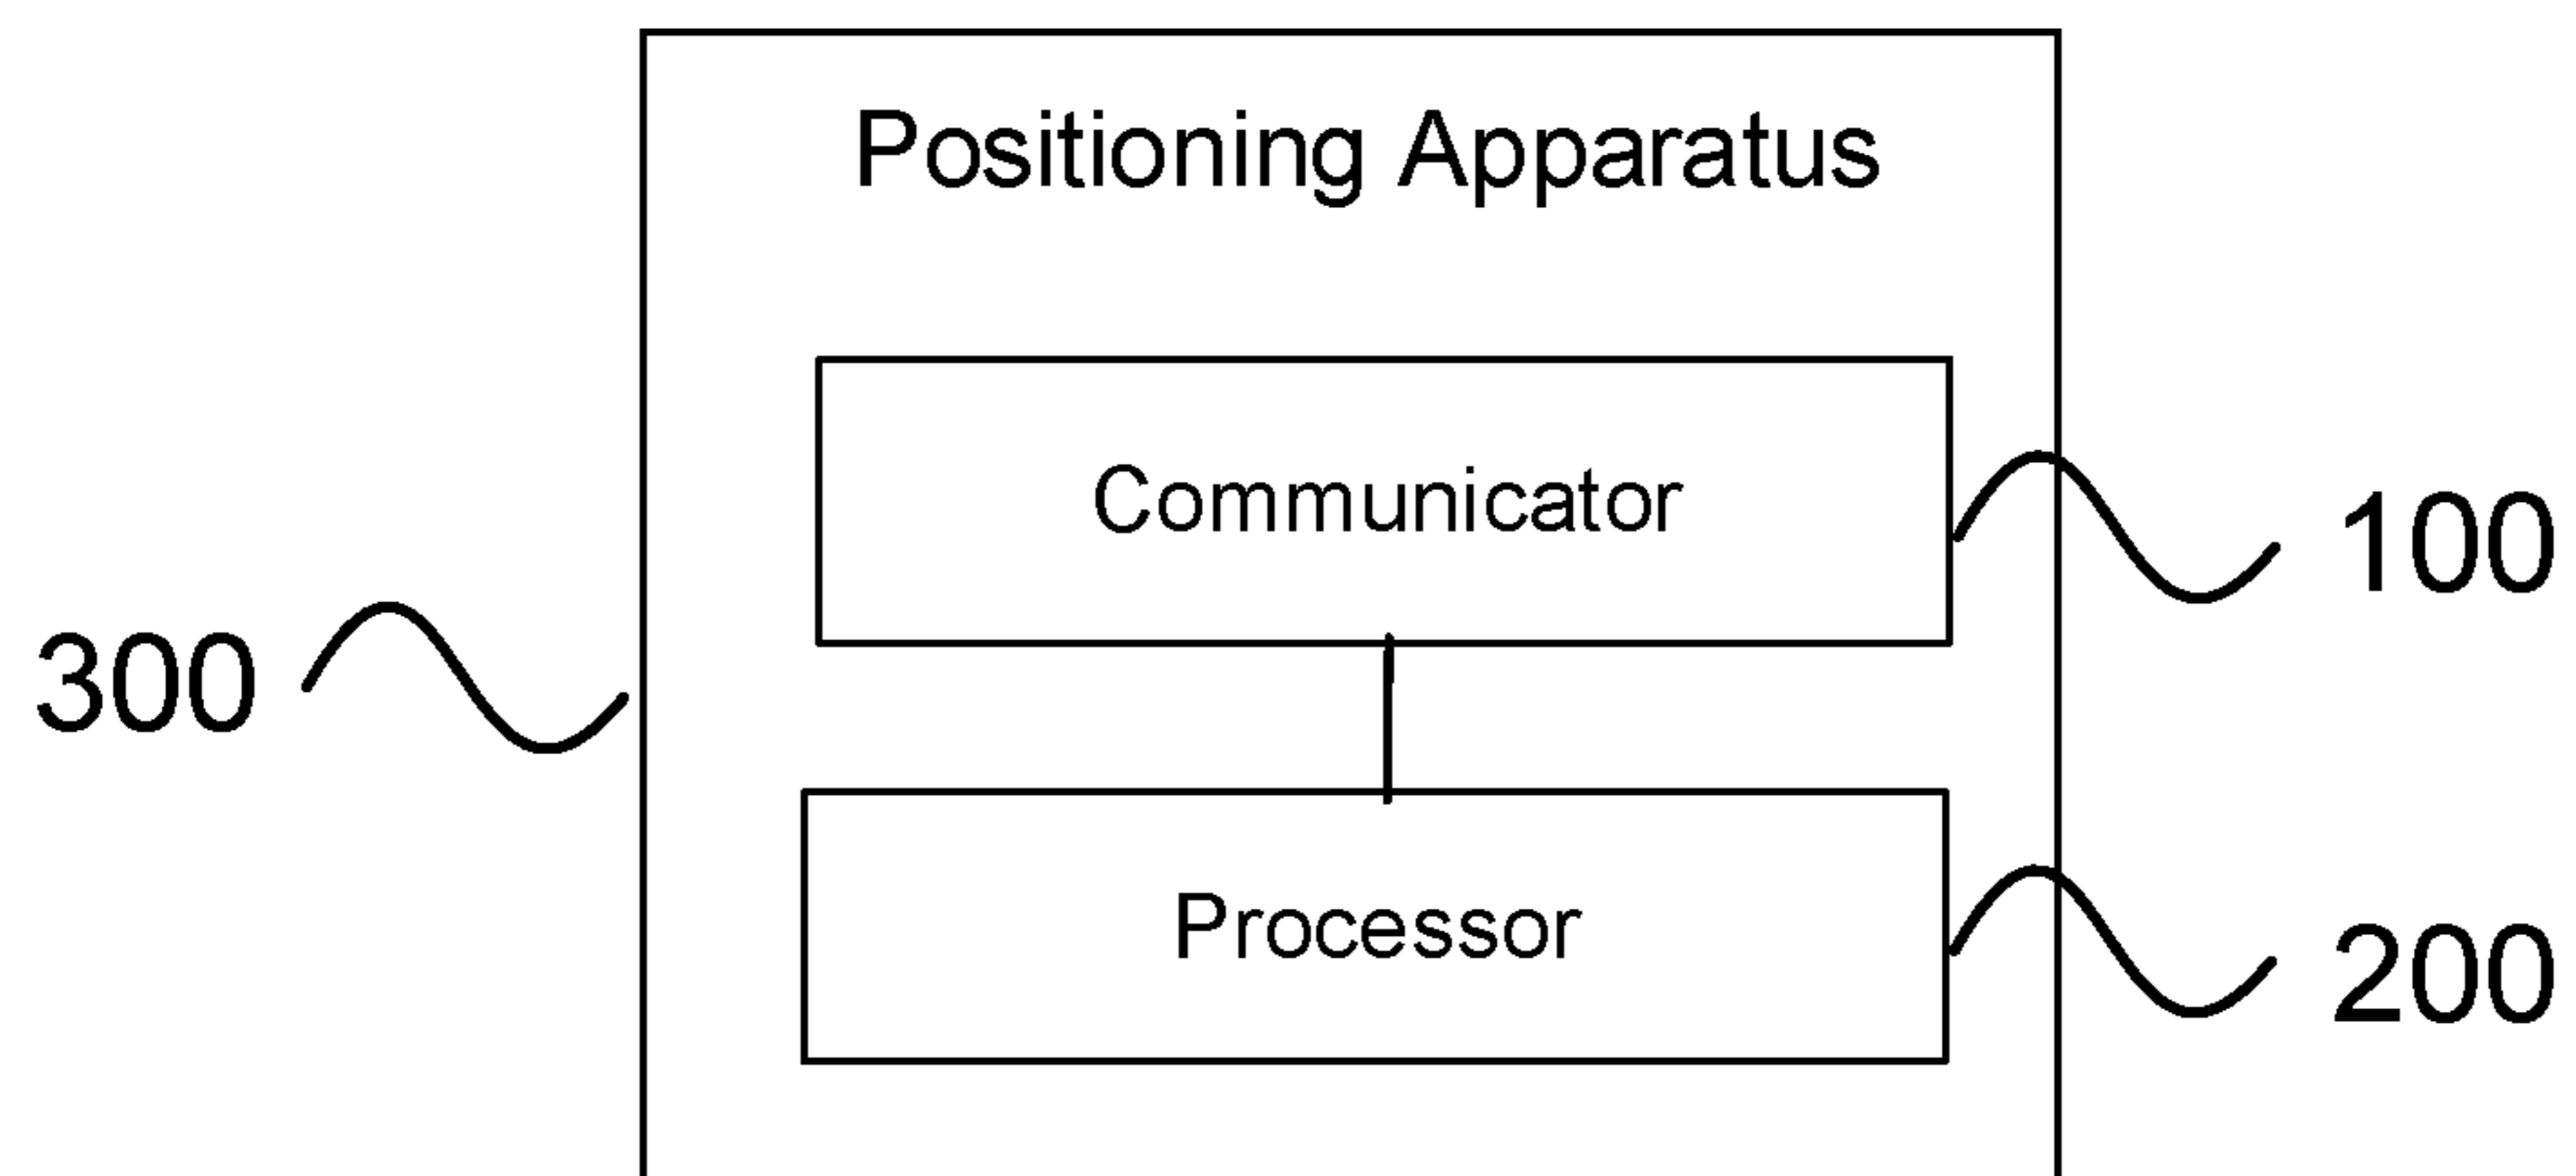 Positioning Apparatus
Communicator
100
300
Processor
200